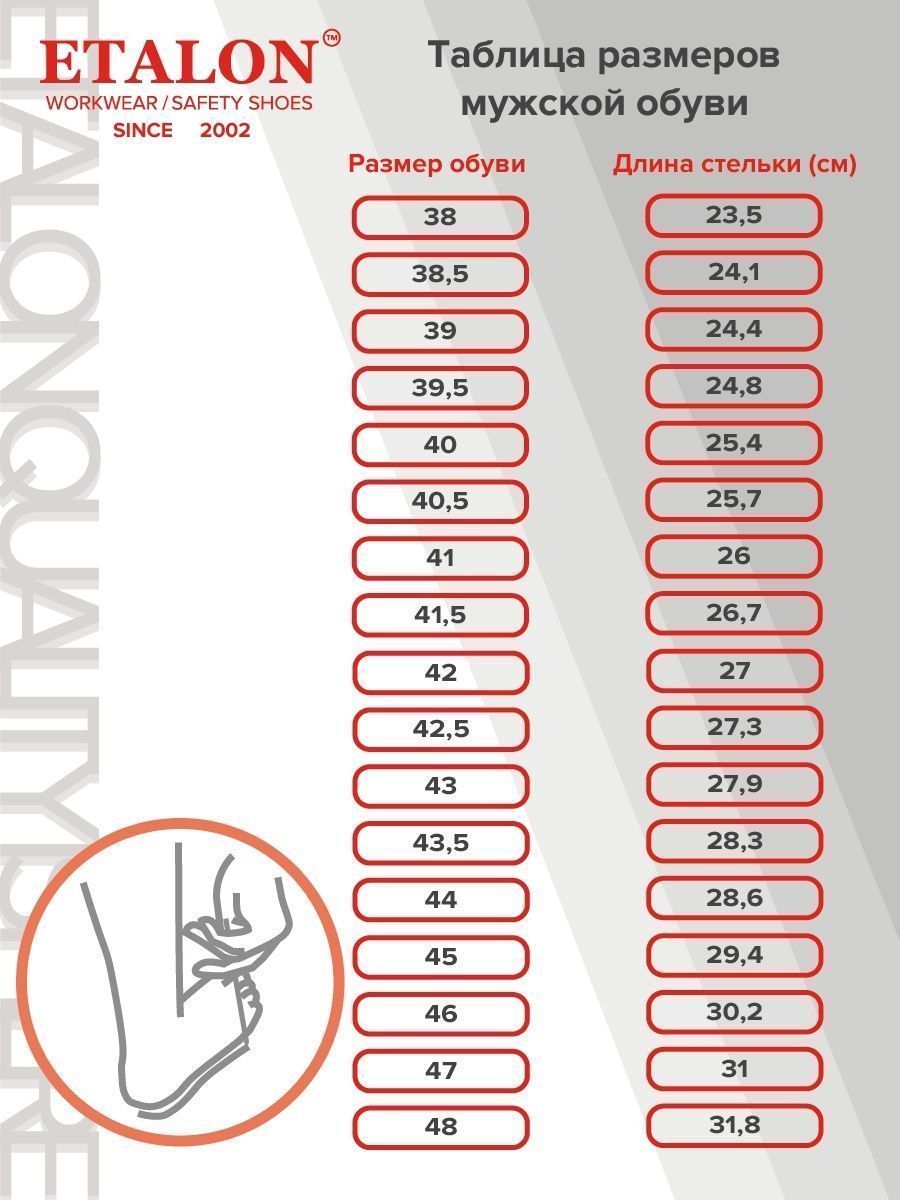 ETALON™
WORKWEAR / SAFETY SHOES
SINCE 2002
Таблица размеров
мужской обуви
Размер обуви Длина стельки (см)
38 23,5
38,5 24,1
39 24,4
39,5 24,8
40 25,4
40,5 25,7
41 26
41,5 26,7
42 27
42,5 27,3
43 27,9
43,5 28,3
44 28,6
45 29,4
46 30,2
47 31
48 31,8
ETALONQUALITY